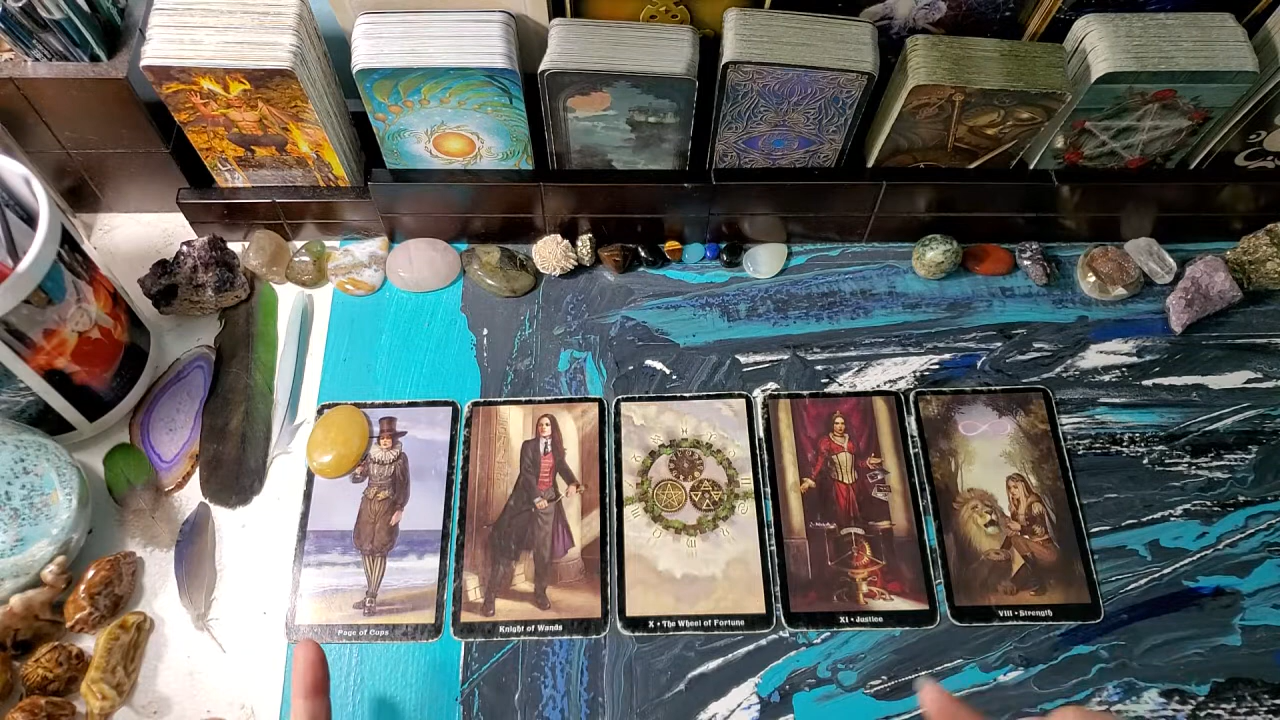 Page of Cups
Knight of Wands
X • The Wheel of Fortune
XI • Justice
VIII • Strength